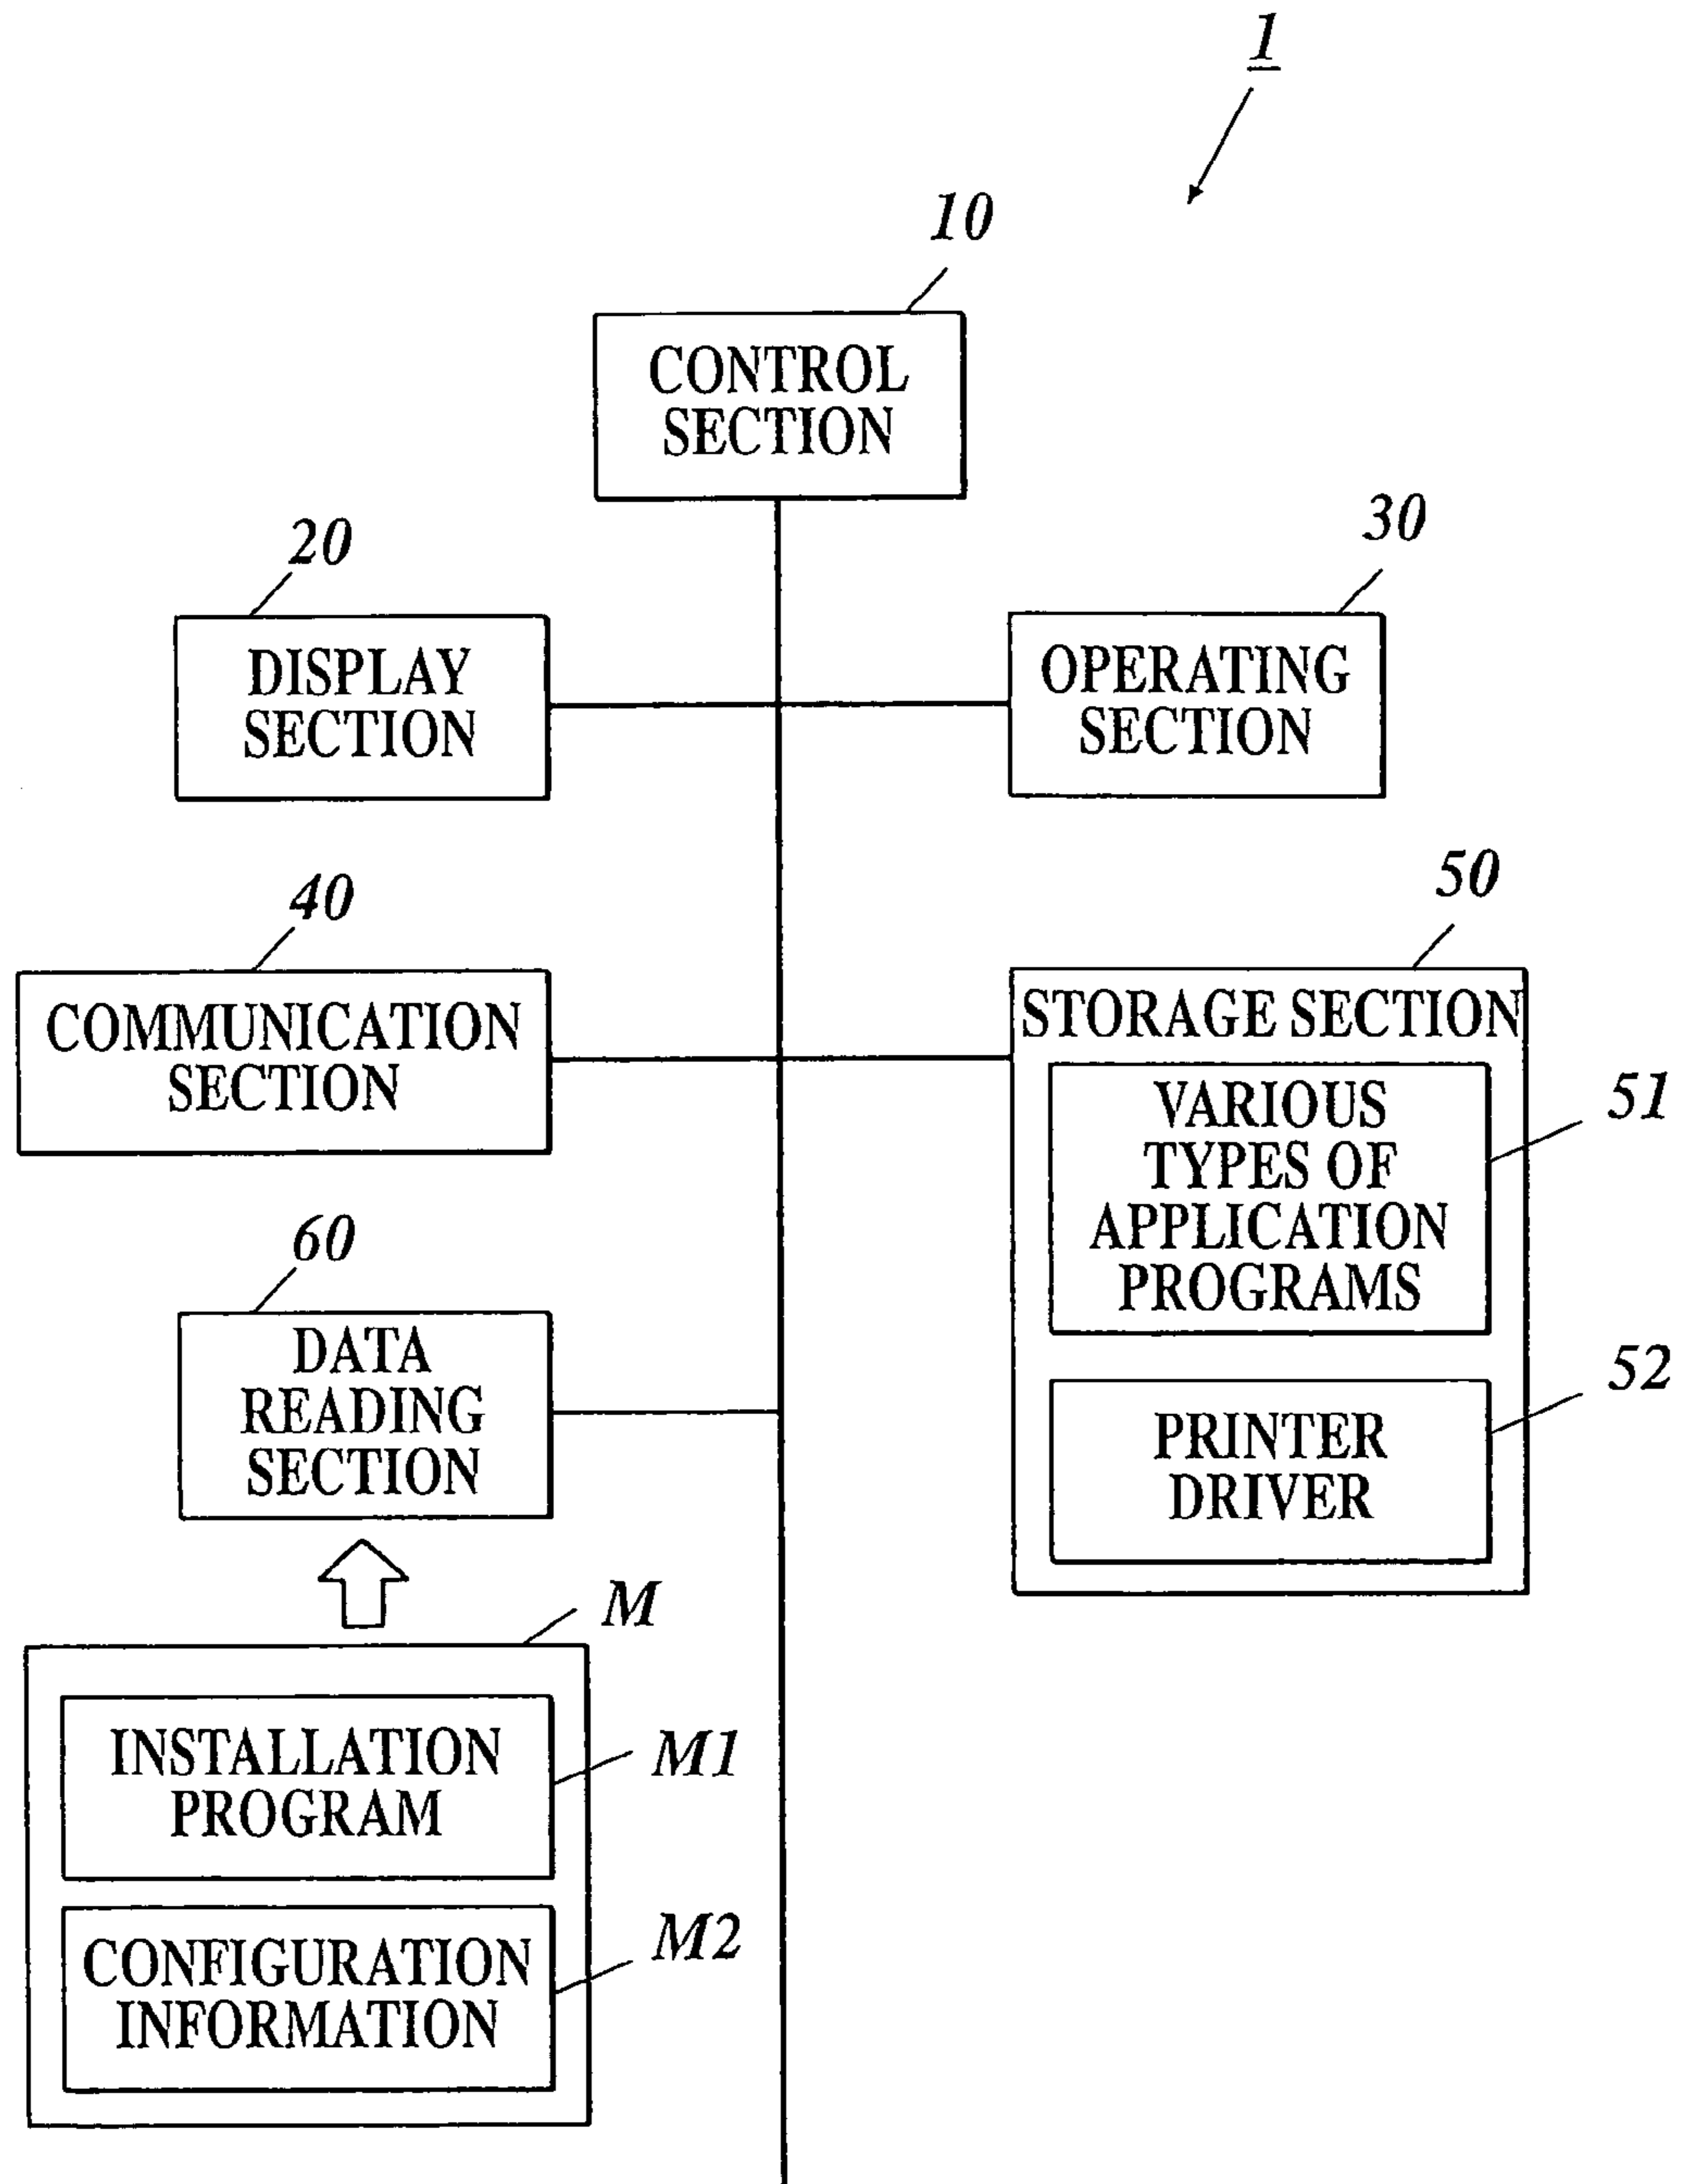 1
10
CONTROL
SECTION
20
DISPLAY
SECTION
30
OPERATING
SECTION
40
COMMUNICATION
SECTION
50
STORAGE SECTION
VARIOUS
TYPES OF
APPLICATION
PROGRAMS
51
PRINTER
DRIVER
52
60
DATA
READING
SECTION
M
INSTALLATION
PROGRAM
M1
CONFIGURATION
INFORMATION
M2